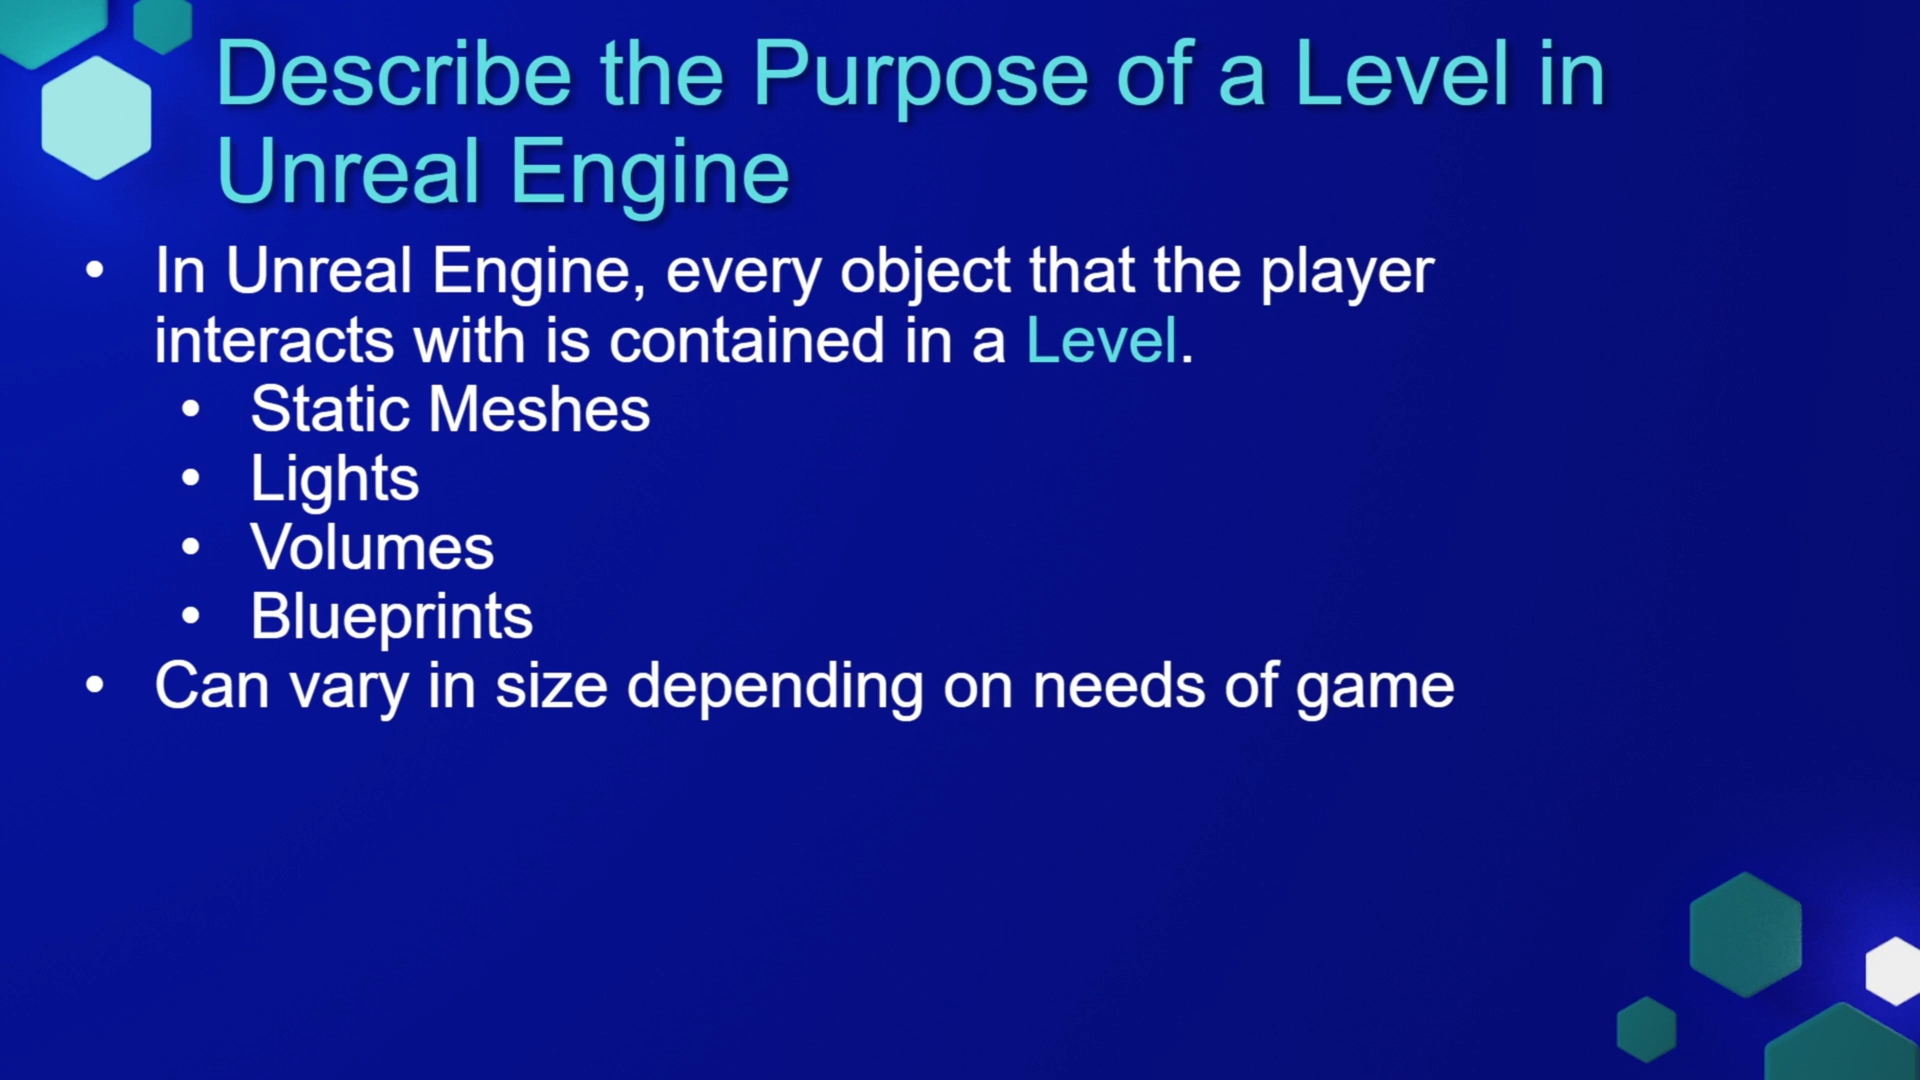 Describe the Purpose of a Level in
Unreal Engine
• In Unreal Engine, every object that the player
interacts with is contained in a Level.
• Static Meshes
• Lights
• Volumes
• Blueprints
• Can vary in size depending on needs of game